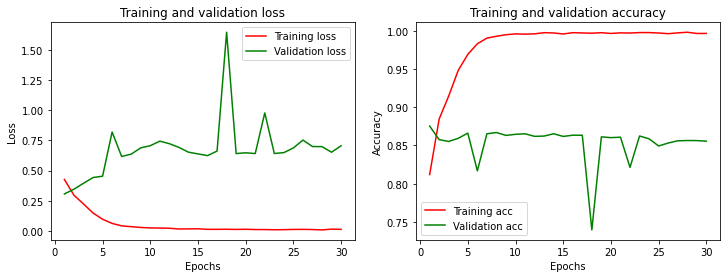 Training and validation loss
Training loss
Validation loss
1.50
1.25
1.00
0.75
0.50
0.25
0.00
Loss
0 5 10 15 20 25 30
Epochs
Training and validation accuracy
1.00
0.95
0.90
0.85
0.80
0.75
Accuracy
Training acc
Validation acc
0 5 10 15 20 25 30
Epochs